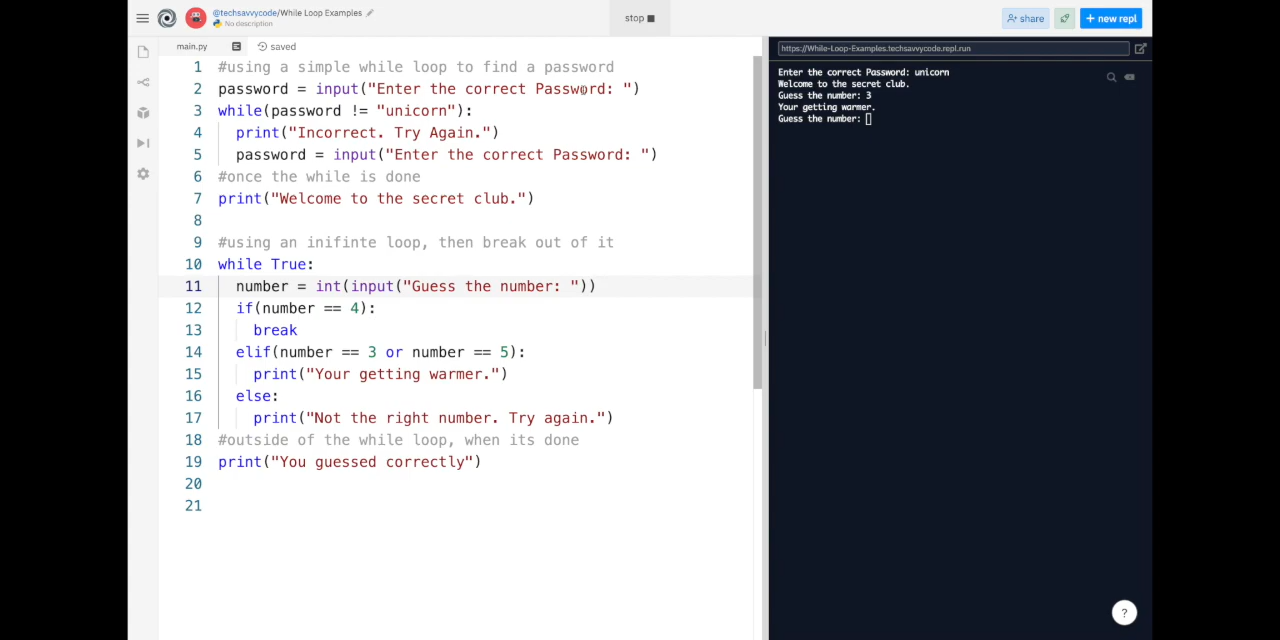 @techsavvycode/While Loop Examples
No description
stop
share
+ new repl
main.py
saved
https://While-Loop-Examples.techsavvycode.repl.run
1 #using a simple while loop to find a password
2 password = input("Enter the correct Password: ")
3 while(password != "unicorn"):
4 print("Incorrect. Try Again.")
5 password = input("Enter the correct Password: ")
6 #once the while is done
7 print("Welcome to the secret club.")
8
9 #using an inifinte loop, then break out of it
10 while True:
11 number = int(input("Guess the number: "))
12 if(number == 4):
13 break
14 elif(number == 3 or number == 5):
15 print("Your getting warmer.")
16 else:
17 print("Not the right number. Try again.")
18 #outside of the while loop, when its done
19 print("You guessed correctly")
20
21
Enter the correct Password: unicorn
Welcome to the secret club.
Guess the number: 3
Your getting warmer.
Guess the number:
?